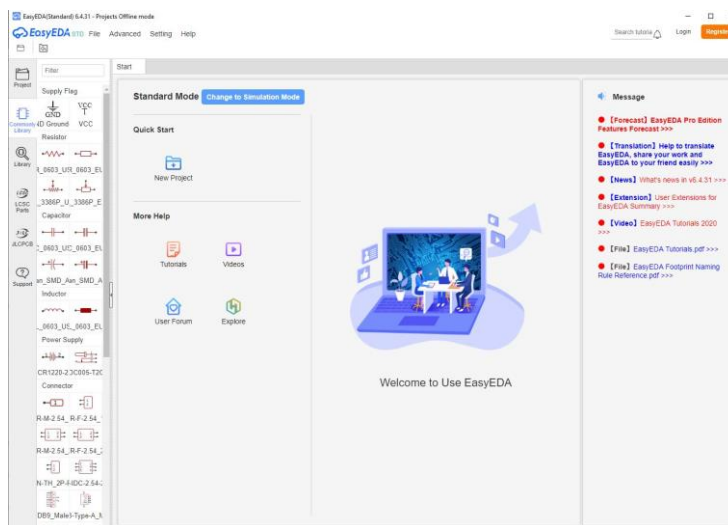 EasyEDA(Standard) 6.4.31 - Projects Offline mode
EasyEDA STD File Advanced Setting Help
Search tutoria Login Register
Project
Commonly Library
Library
LCSC Parts
JLCPCB
Support
Filter
Supply Flag
GND VCC
Ground VCC
Resistor
Capacitor
Inductor
Power Supply
Connector
Start
Standard Mode Change to Simulation Mode
Quick Start
New Project
More Help
Tutorials Videos
User Forum Explore
Welcome to Use EasyEDA
Message
【Forecast】EasyEDA Pro Edition
Features Forecast >>>
【Translation】Help to translate
EasyEDA, share your work and
EasyEDA to your friend easily >>>
【News】What's news in v6.4.31 >>>
【Extension】User Extensions for
EasyEDA Summary >>>
【Video】EasyEDA Tutorials 2020
>>>
【File】EasyEDA Tutorials.pdf >>>
【File】EasyEDA Footprint Naming
Rule Reference.pdf >>>